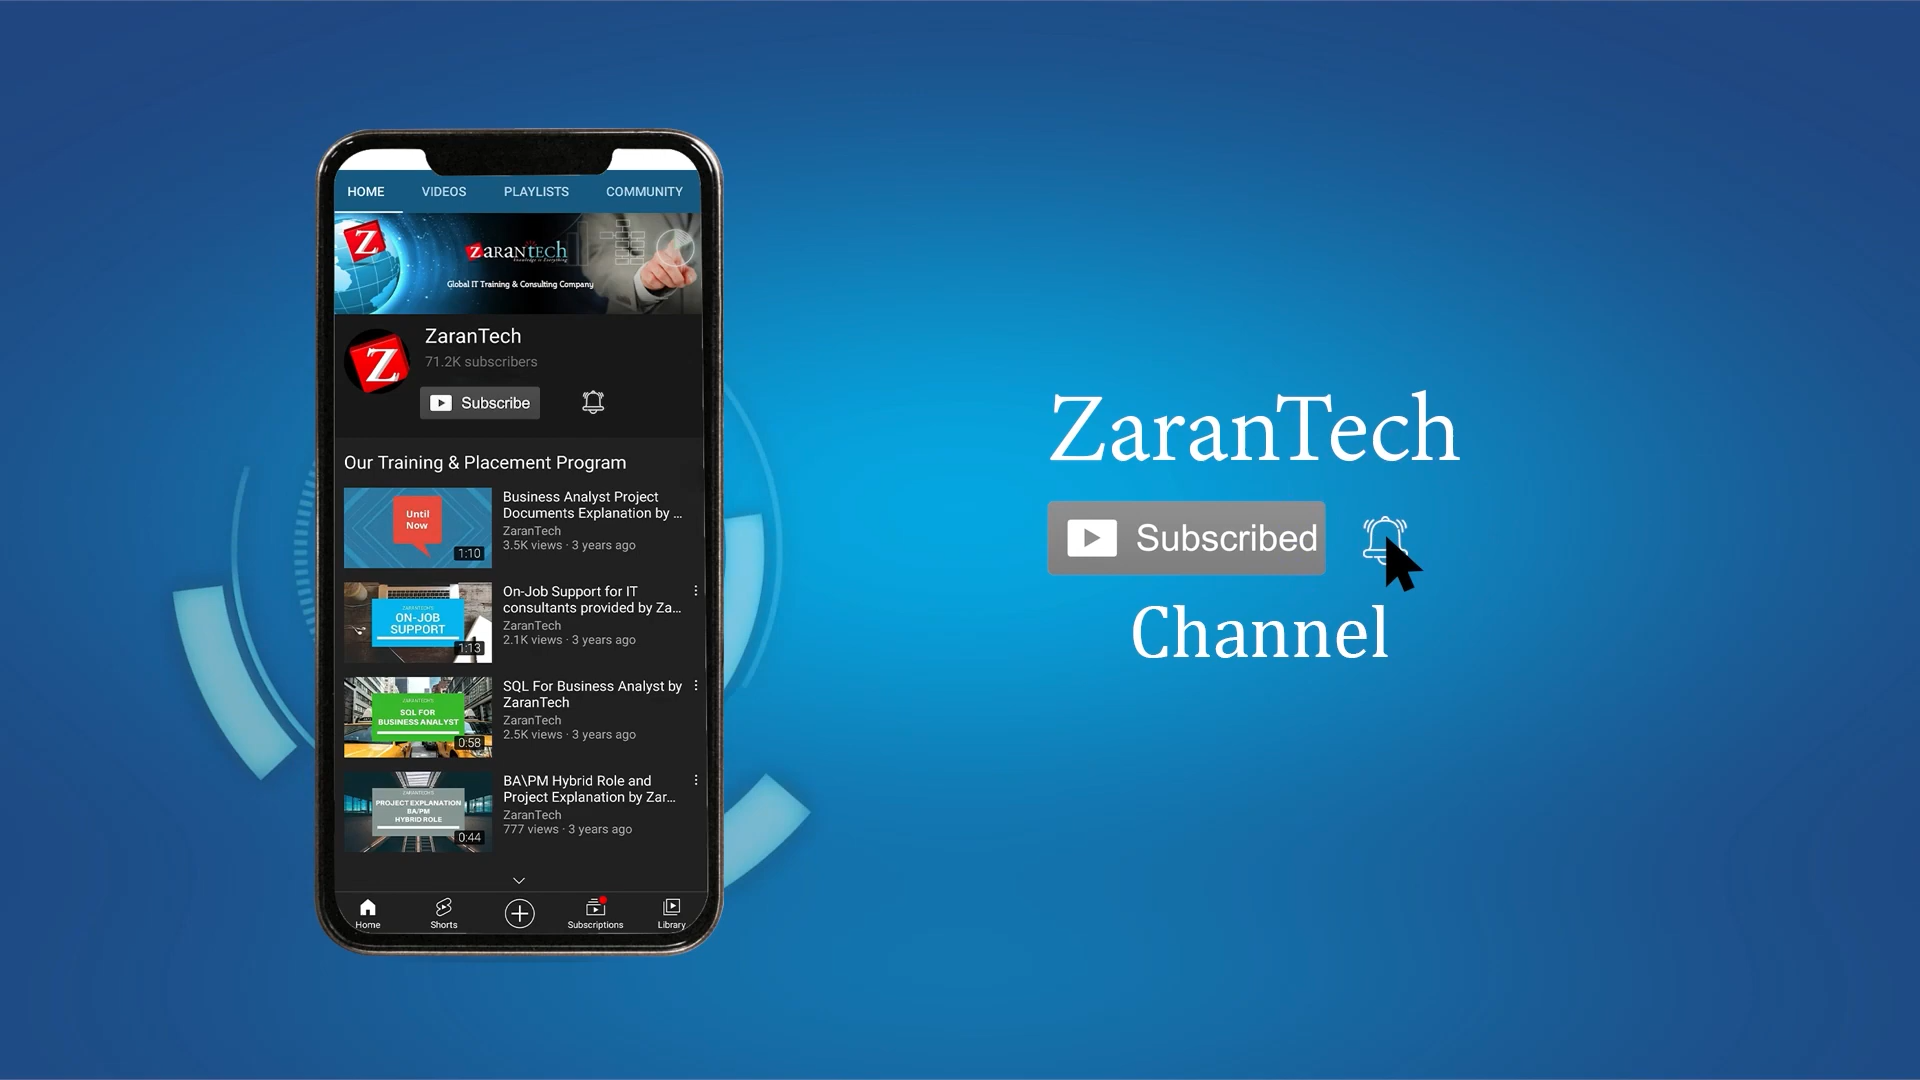 HOME VIDEOS PLAYLISTS COMMUNITY
Z
ZARANTECH
Global IT Training & Consulting Company
Z
ZaranTech
71.2K subscribers
Subscribe
Our Training & Placement Program
Until
Now
1:10
Business Analyst Project
Documents Explanation by ...
ZaranTech
3.5K views · 3 years ago
ZARANTECH'S
ON-JOB
SUPPORT
1:13
On-Job Support for IT
consultants provided by Za...
ZaranTech
2.1K views · 3 years ago
ZARANTECH'S
SQL FOR
BUSINESS ANALYST
0:58
SQL For Business Analyst by
ZaranTech
ZaranTech
2.5K views · 3 years ago
ZARANTECH'S
PROJECT EXPLANATION
BA/PM
HYBRID ROLE
0:44
BA\PM Hybrid Role and
Project Explanation by Zar...
ZaranTech
777 views · 3 years ago
Home Shorts Subscriptions Library
ZaranTech
Subscribed
Channel